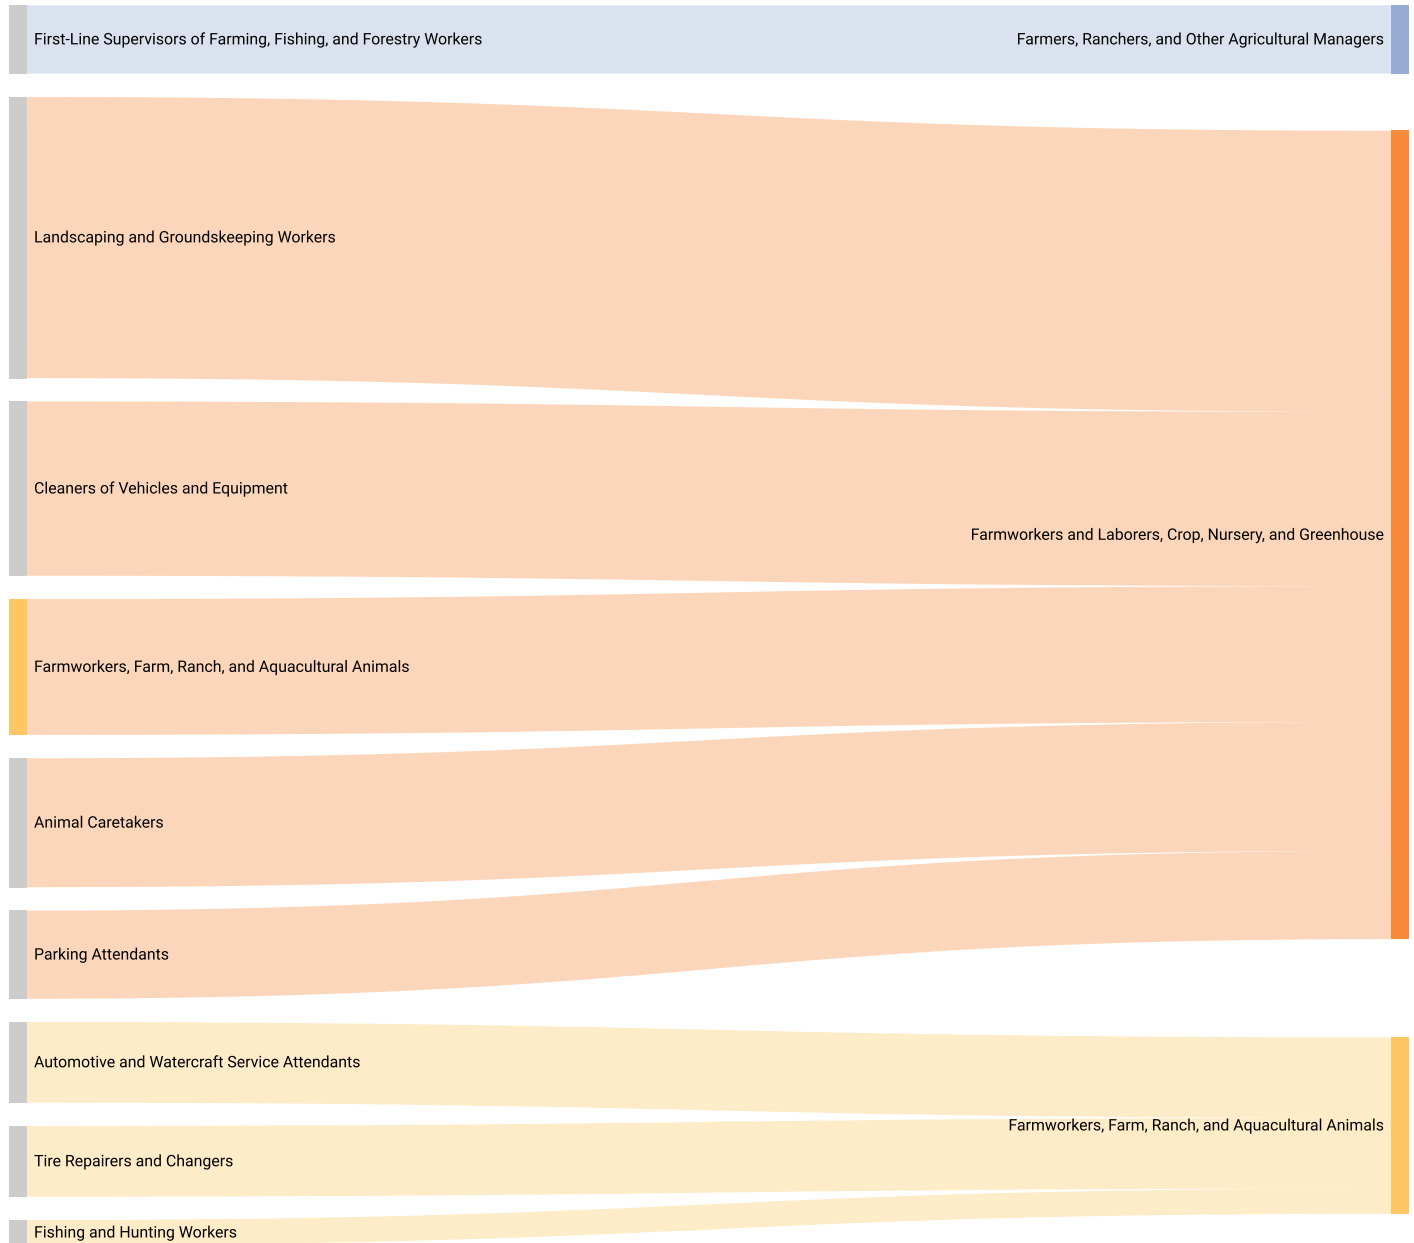 First-Line Supervisors of Farming, Fishing, and Forestry Workers
Farmers, Ranchers, and Other Agricultural Managers
Landscaping and Groundskeeping Workers
Cleaners of Vehicles and Equipment
Farmworkers and Laborers, Crop, Nursery, and Greenhouse
Farmworkers, Farm, Ranch, and Aquacultural Animals
Animal Caretakers
Parking Attendants
Automotive and Watercraft Service Attendants
Farmworkers, Farm, Ranch, and Aquacultural Animals
Tire Repairers and Changers
Fishing and Hunting Workers